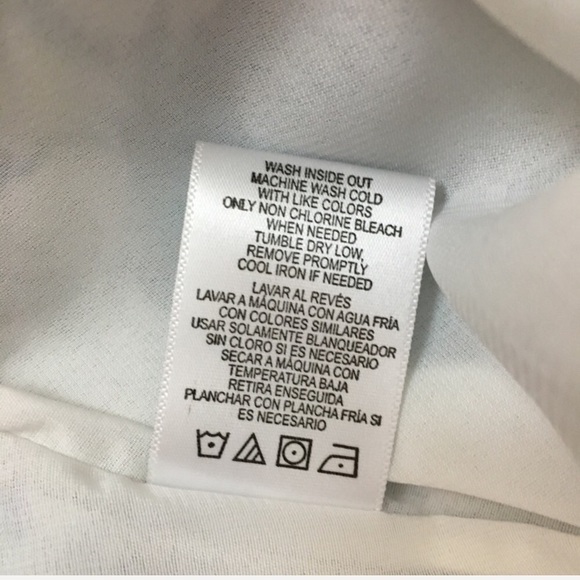 WASH INSIDE OUT
MACHINE WASH COLD
WITH LIKE COLORS
ONLY NON CHLORINE BLEACH
WHEN NEEDED
TUMBLE DRY LOW,
REMOVE PROMPTLY
COOL IRON IF NEEDED
LAVAR AL REVÉS
LAVAR A MÁQUINA CON AGUA FRÍA
CON COLORES SIMILARES
USAR SOLAMENTE BLANQUEADOR
SIN CLORO SI ES NECESARIO
SECAR A MÁQUINA CON
TEMPERATURA BAJA
RETIRA ENSEGUIDA
PLANCHAR CON PLANCHA FRÍA SI
ES NECESARIO